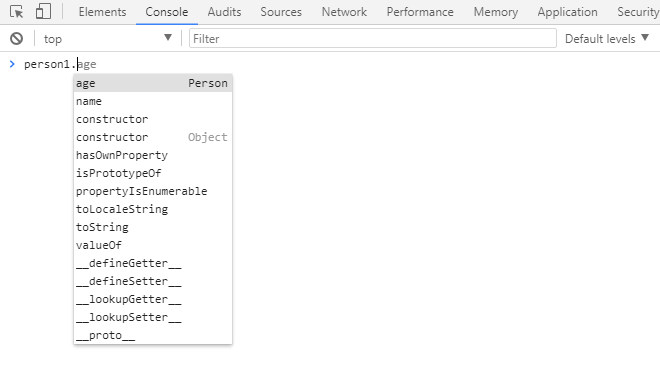 Elements Console Audits Sources Network Performance Memory Application Security
top ▼ Filter Default levels ▼
> person1.age
age Person
name
constructor
constructor Object
hasOwnProperty
isPrototypeOf
propertyIsEnumerable
toLocaleString
toString
valueOf
__defineGetter__
__defineSetter__
__lookupGetter__
__lookupSetter__
__proto__